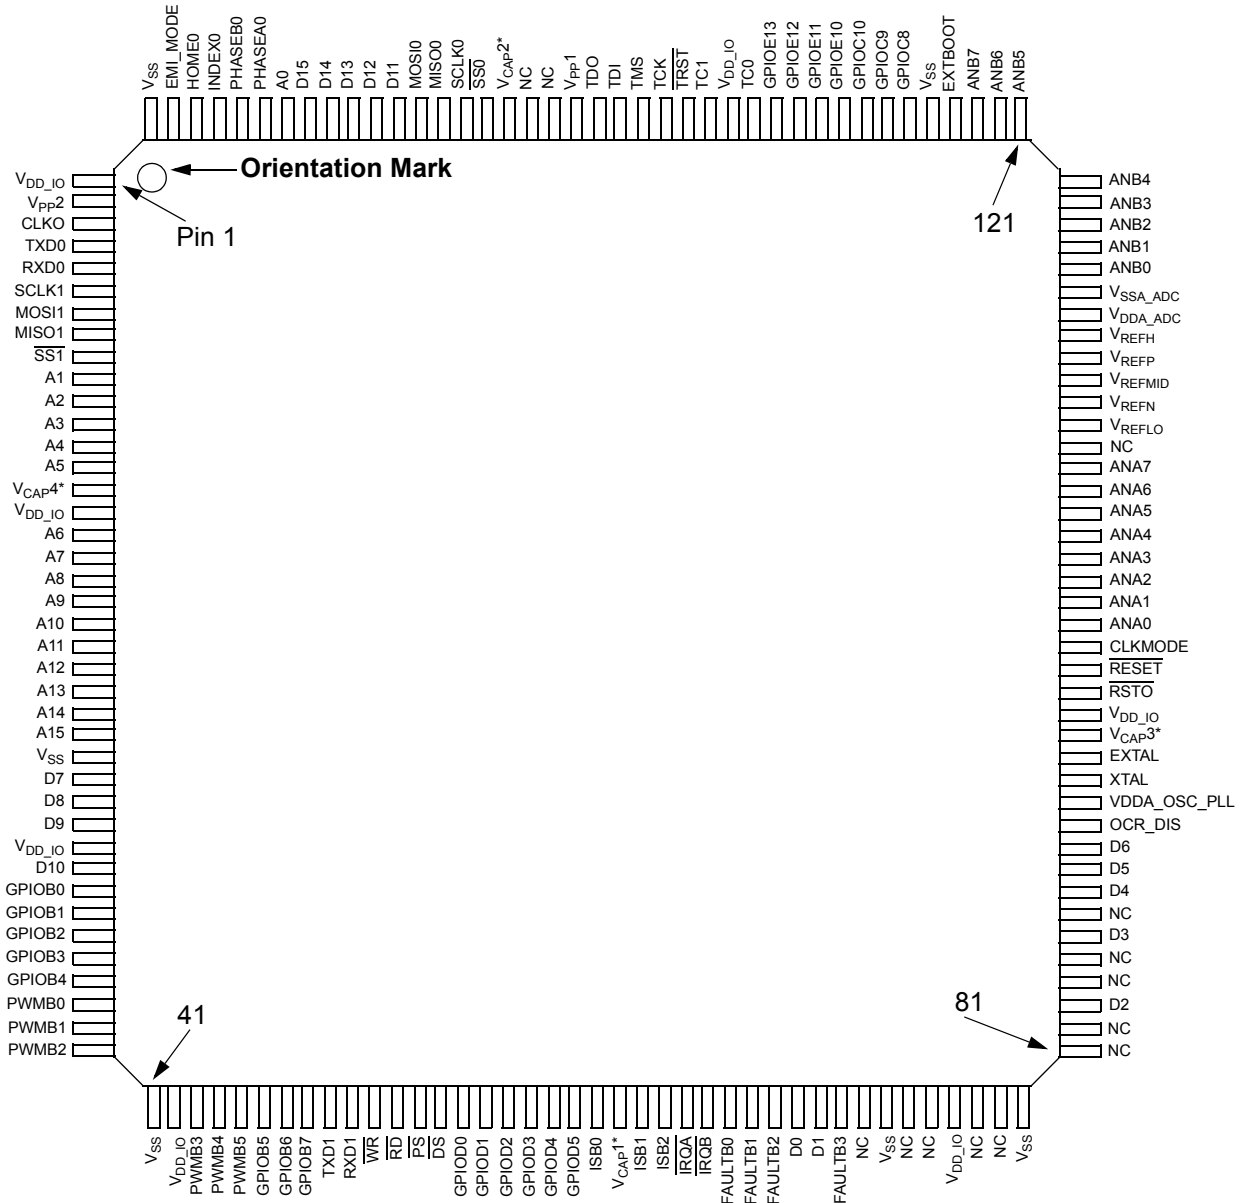 VSS
EMI_MODE
HOME0
INDEX0
PHASEB0
PHASEA0
A0
D15
D14
D13
D12
D11
MOSI0
MISO0
SCLK0
SS0
VCAP2*
NC
NC
VPP1
TDO
TDI
TMS
TCK
TRST
TC1
VDD_IO
TC0
GPIOE13
GPIOE12
GPIOE11
GPIOE10
GPIOC10
GPIOC9
GPIOC8
VSS
EXTBOOT
ANB7
ANB6
ANB5
Orientation Mark
Pin 1
121
VDD_IO
VPP2
CLKO
TXD0
RXD0
SCLK1
MOSI1
MISO1
SS1
A1
A2
A3
A4
A5
VCAP4*
VDD_IO
A6
A7
A8
A9
A10
A11
A12
A13
A14
A15
VSS
D7
D8
D9
VDD_IO
D10
GPIOB0
GPIOB1
GPIOB2
GPIOB3
GPIOB4
PWMB0
PWMB1
PWMB2
ANB4
ANB3
ANB2
ANB1
ANB0
VSSA_ADC
VDDA_ADC
VREFH
VREFP
VREFMID
VREFN
VREFLO
NC
ANA7
ANA6
ANA5
ANA4
ANA3
ANA2
ANA1
ANA0
CLKMODE
RESET
RSTO
VDD_IO
VCAP3*
EXTAL
XTAL
VDDA_OSC_PLL
OCR_DIS
D6
D5
D4
NC
D3
NC
NC
D2
NC
NC
41
81
VSS
VDD_IO
PWMB3
PWMB4
PWMB5
GPIOB5
GPIOB6
GPIOB7
TXD1
RXD1
WR
RD
PS
DS
GPIOD0
GPIOD1
GPIOD2
GPIOD3
GPIOD4
GPIOD5
ISB0
VCAP1*
ISB1
ISB2
IRQA
IRQB
FAULTB0
FAULTB1
FAULTB2
D0
D1
FAULTB3
NC
VSS
NC
NC
VDD_IO
NC
NC
VSS